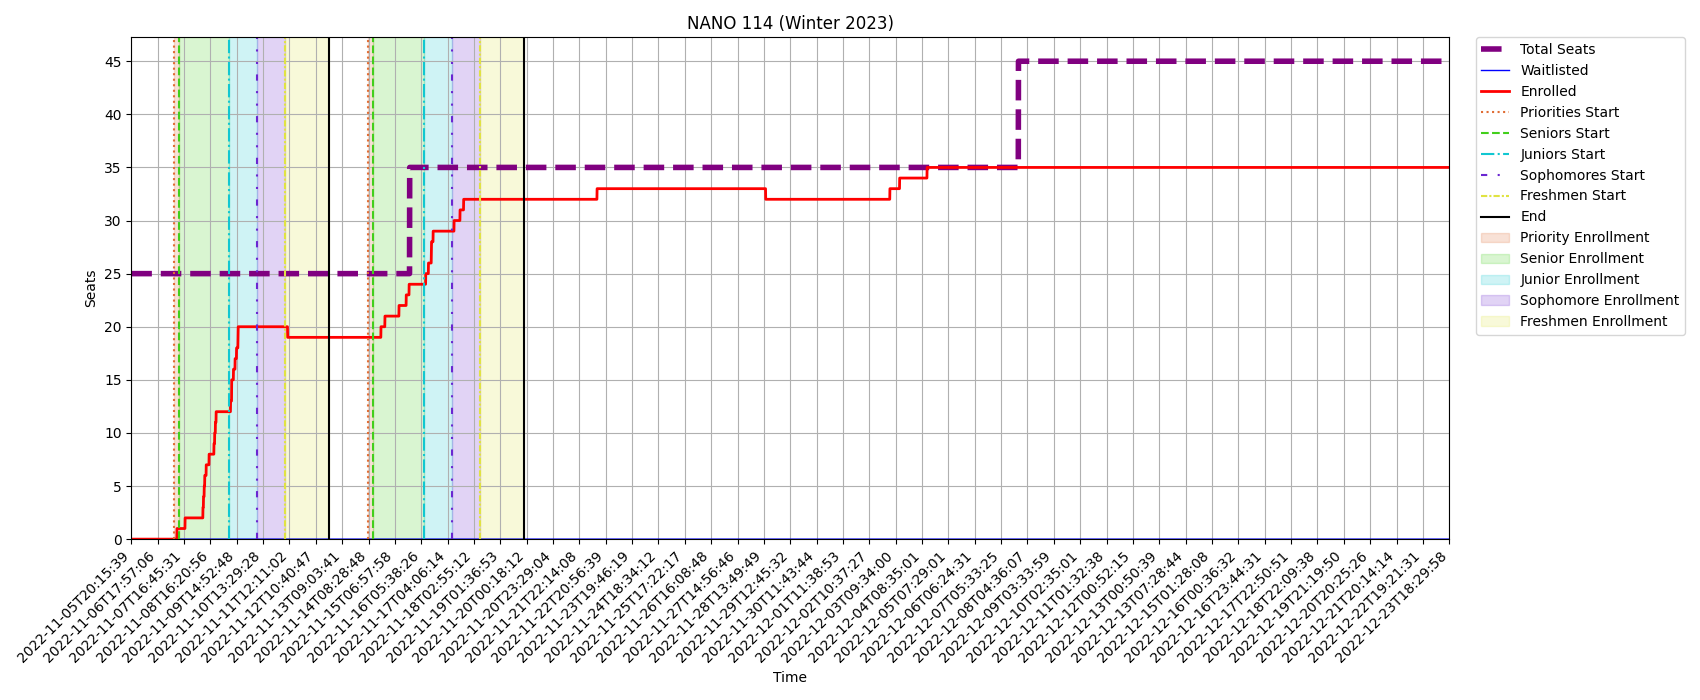 NANO 114 (Winter 2023)
45
40
35
30
25
20
15
10
5
0
Seats
2022-11-05T20:15:39
2022-11-06T17:57:06
2022-11-07T16:45:31
2022-11-08T16:20:56
2022-11-09T14:52:48
2022-11-10T13:29:28
2022-11-11T12:11:02
2022-11-12T10:40:47
2022-11-13T09:03:41
2022-11-14T08:28:48
2022-11-15T06:57:58
2022-11-16T05:38:26
2022-11-17T04:06:14
2022-11-18T02:55:12
2022-11-19T01:36:53
2022-11-20T00:18:12
2022-11-20T23:29:04
2022-11-21T22:14:08
2022-11-22T20:56:39
2022-11-23T19:46:19
2022-11-24T18:34:12
2022-11-25T17:22:17
2022-11-26T16:08:48
2022-11-27T14:56:46
2022-11-28T13:49:49
2022-11-29T12:45:32
2022-11-30T11:43:44
2022-12-01T11:38:53
2022-12-02T10:37:27
2022-12-03T09:34:00
2022-12-04T08:35:01
2022-12-05T07:29:01
2022-12-06T06:24:31
2022-12-07T05:33:25
2022-12-08T04:36:07
2022-12-09T03:33:59
2022-12-10T02:35:01
2022-12-11T01:32:38
2022-12-12T00:52:15
2022-12-13T00:50:39
2022-12-13T07:28:44
2022-12-15T01:28:08
2022-12-16T00:36:32
2022-12-16T23:44:31
2022-12-17T22:50:51
2022-12-18T22:09:38
2022-12-19T21:19:50
2022-12-20T20:25:26
2022-12-21T20:14:14
2022-12-22T19:21:31
2022-12-23T18:29:58
Time
Total Seats
Waitlisted
Enrolled
Priorities Start
Seniors Start
Juniors Start
Sophomores Start
Freshmen Start
End
Priority Enrollment
Senior Enrollment
Junior Enrollment
Sophomore Enrollment
Freshmen Enrollment